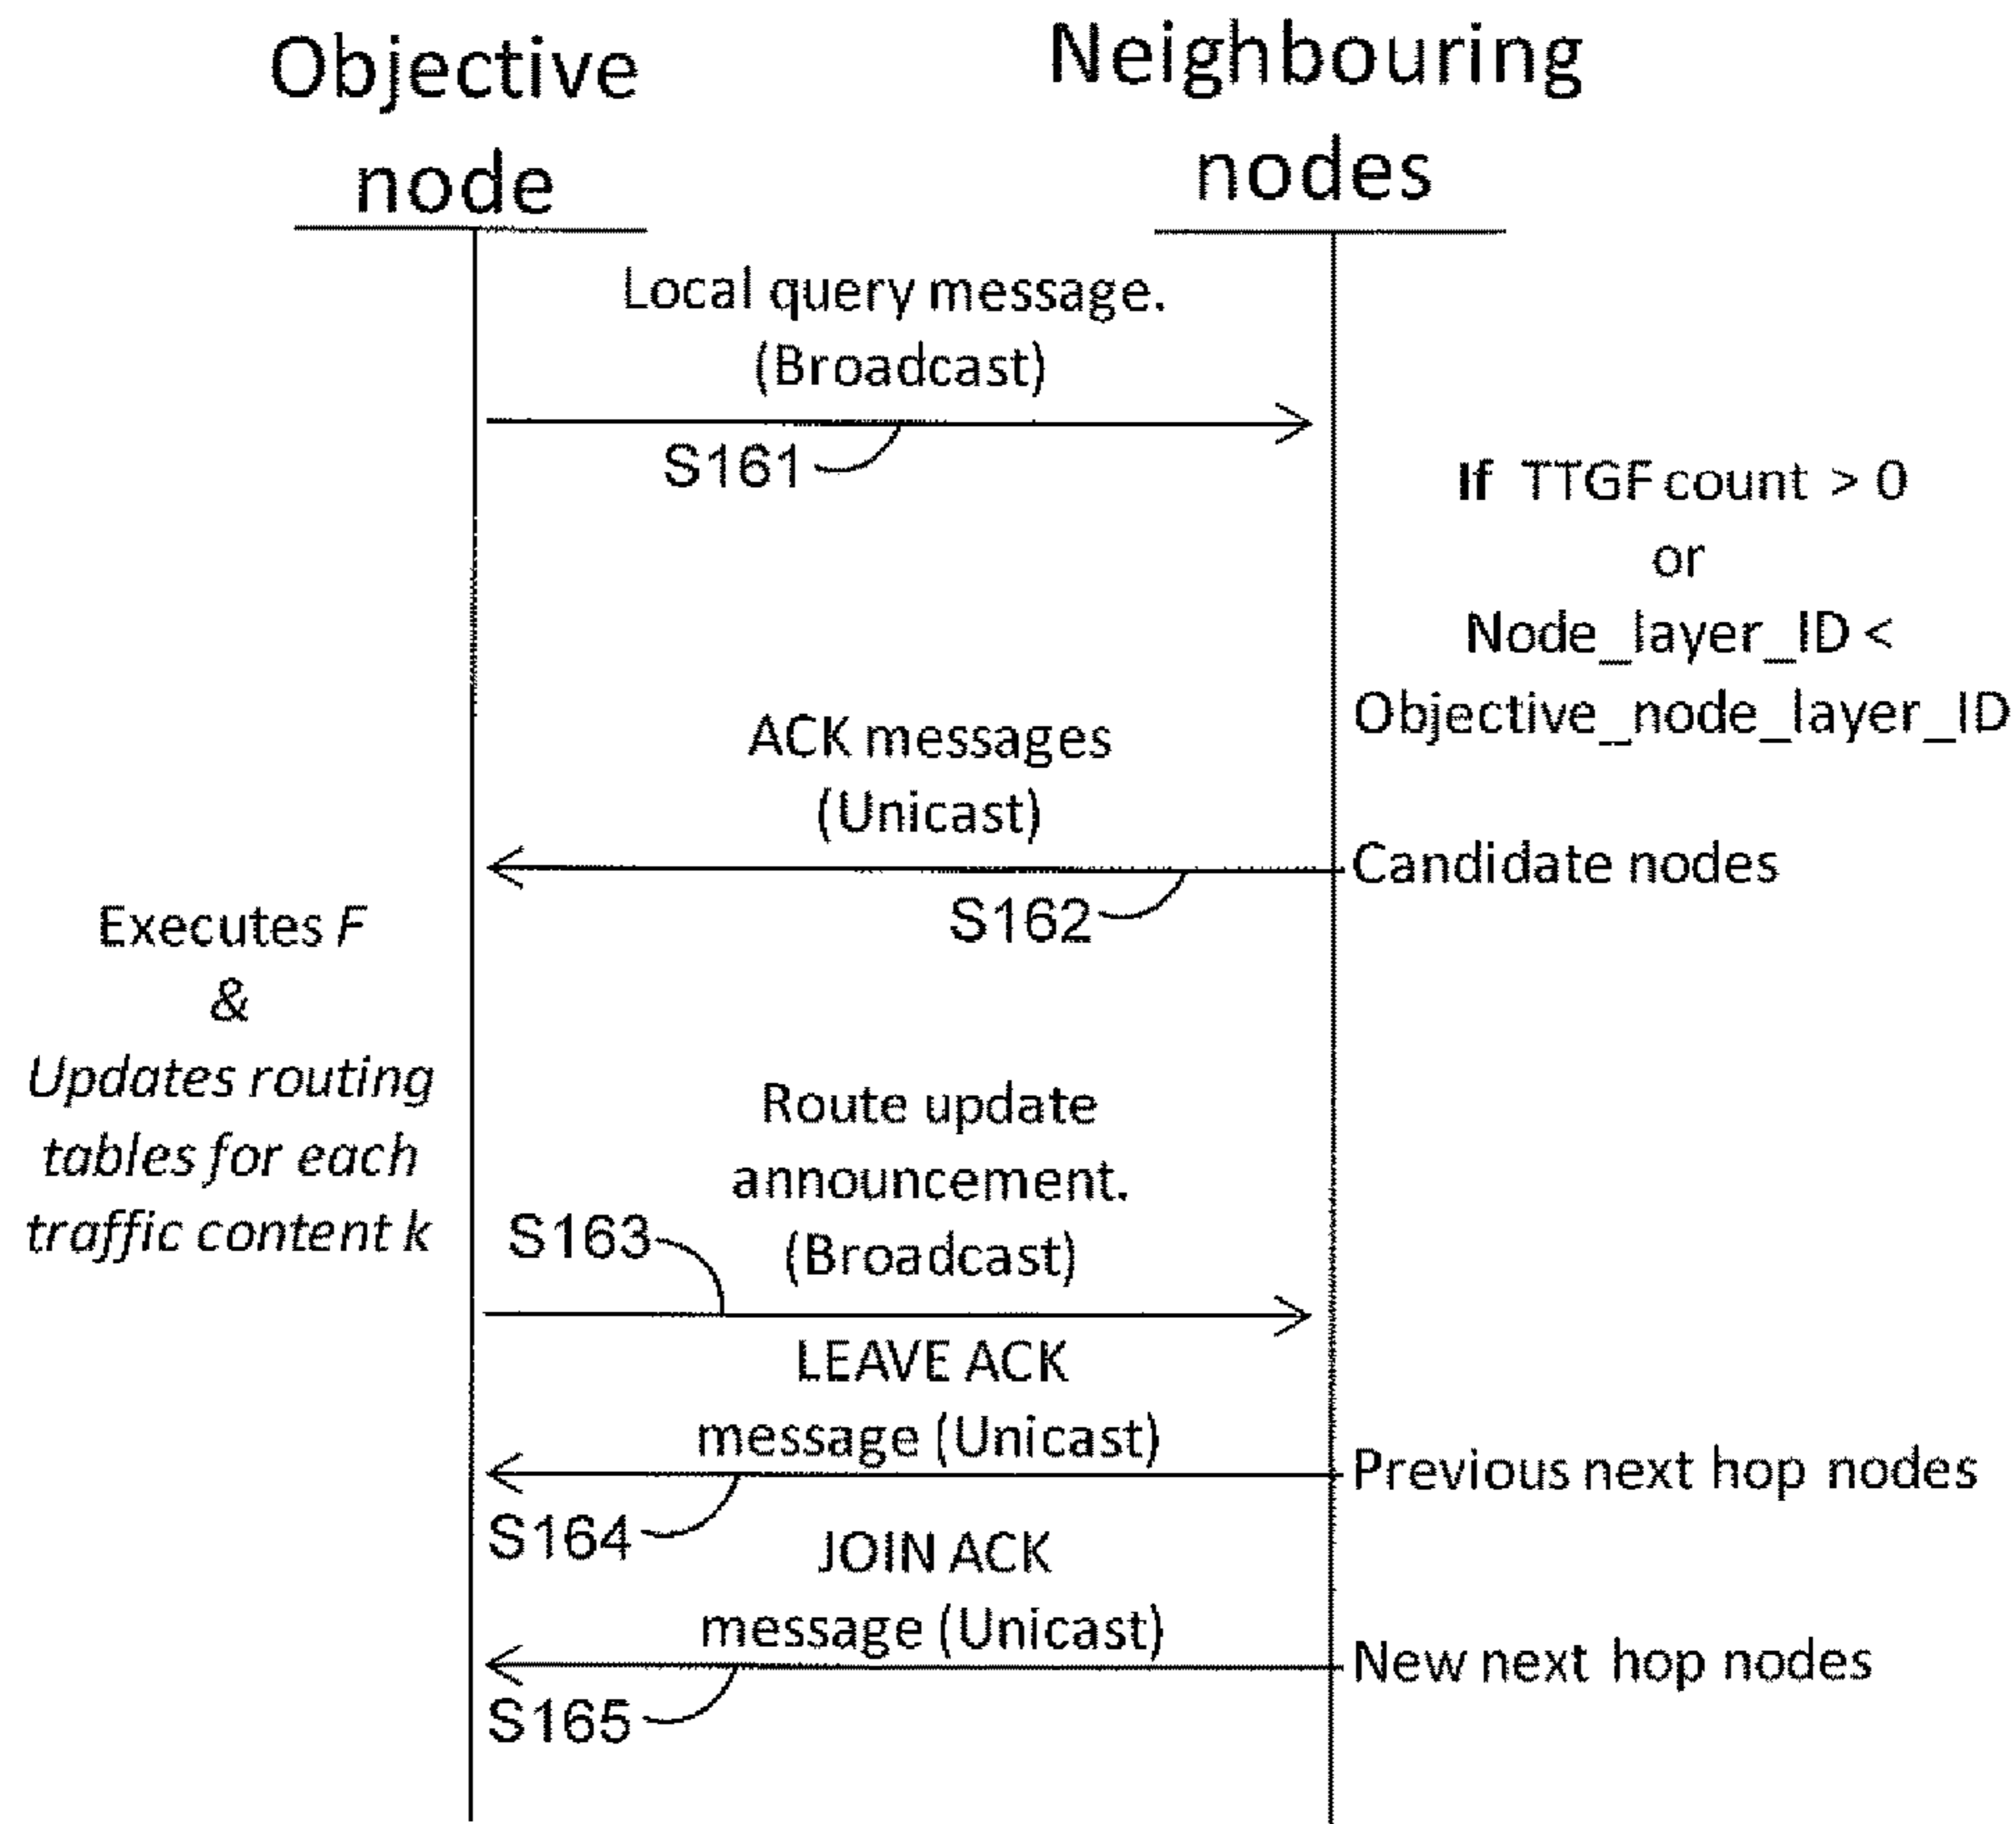 Objective
node
Neighbouring
nodes
Local query message.
(Broadcast)
S161
If TTGF count > 0
or
Node_layer_ID <
Objective_node_layer_ID
ACK messages
(Unicast)
Candidate nodes
S162
Executes F
&
Updates routing
tables for each
traffic content k
Route update
announcement.
(Broadcast)
S163
LEAVE ACK
message (Unicast)
Previous next hop nodes
S164
JOIN ACK
message (Unicast)
New next hop nodes
S165